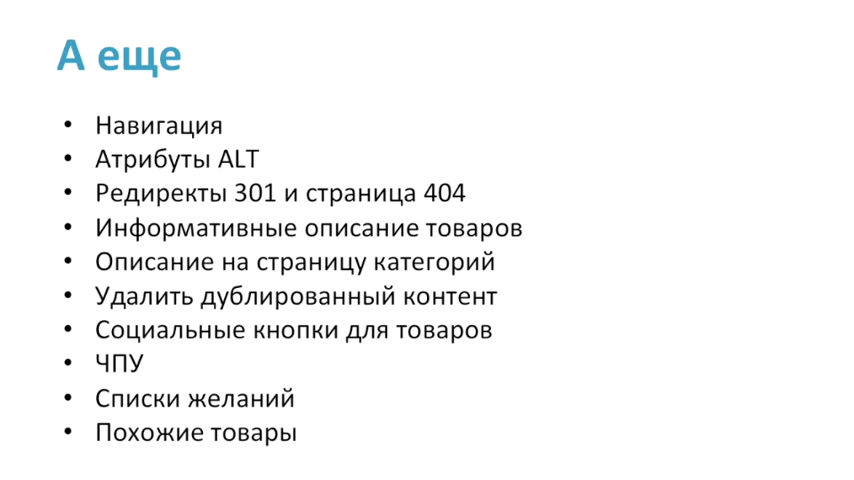 А еще
• Навигация
• Атрибуты ALT
• Редиректы 301 и страница 404
• Информативные описание товаров
• Описание на страницу категорий
• Удалить дублированный контент
• Социальные кнопки для товаров
• ЧПУ
• Списки желаний
• Похожие товары